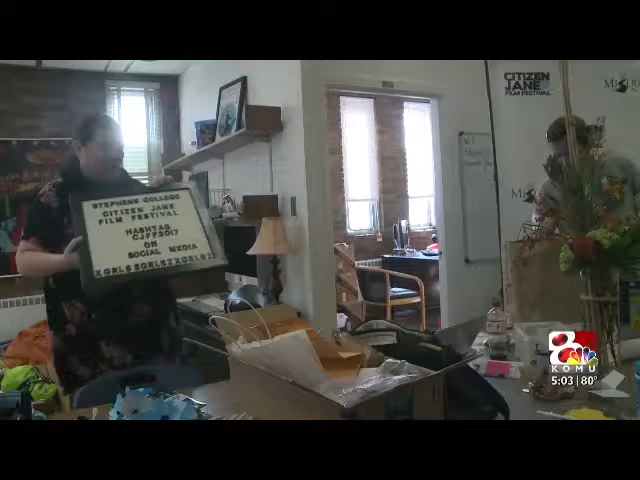 CITIZEN
JANE
FILM FESTIVAL
STEPHENS COLLEGE
CITIZEN JANE
FILM FESTIVAL
HASHTAG
CJFF2017
ON
SOCIAL MEDIA
8
KOMU
5:03 80°